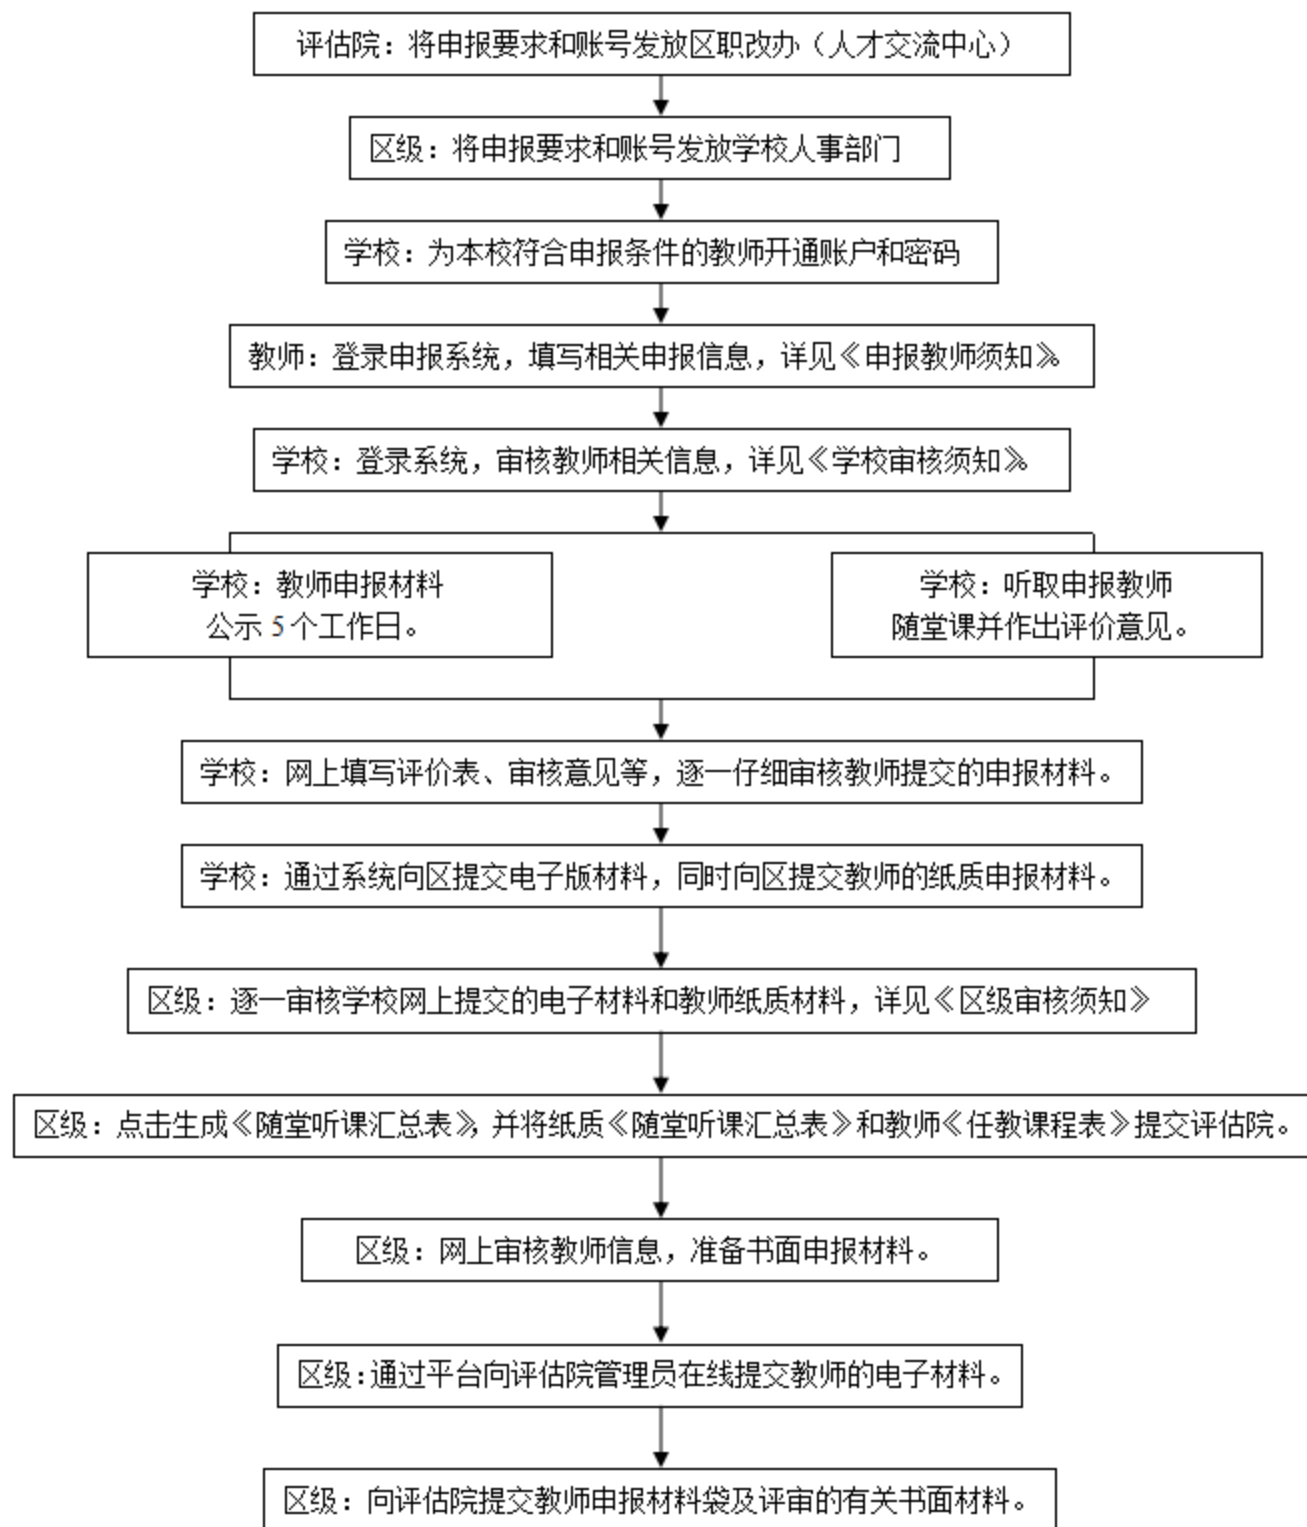 评估院：将申报要求和账号发放区职改办（人才交流中心）
区级：将申报要求和账号发放学校人事部门
学校：为本校符合申报条件的教师开通账户和密码
教师：登录申报系统，填写相关申报信息，详见《申报教师须知》。
学校：登录系统，审核教师相关信息，详见《学校审核须知》。
学校：教师申报材料
公示 5 个工作日。
学校：听取申报教师
随堂课并作出评价意见。
学校：网上填写评价表、审核意见等，逐一仔细审核教师提交的申报材料。
学校：通过系统向区提交电子版材料，同时向区提交教师的纸质申报材料。
区级：逐一审核学校网上提交的电子材料和教师纸质材料，详见《区级审核须知》
区级：点击生成《随堂听课汇总表》，并将纸质《随堂听课汇总表》和教师《任教课程表》提交评估院。
区级：网上审核教师信息，准备书面申报材料。
区级：通过平台向评估院管理员在线提交教师的电子材料。
区级：向评估院提交教师申报材料袋及评审的有关书面材料。